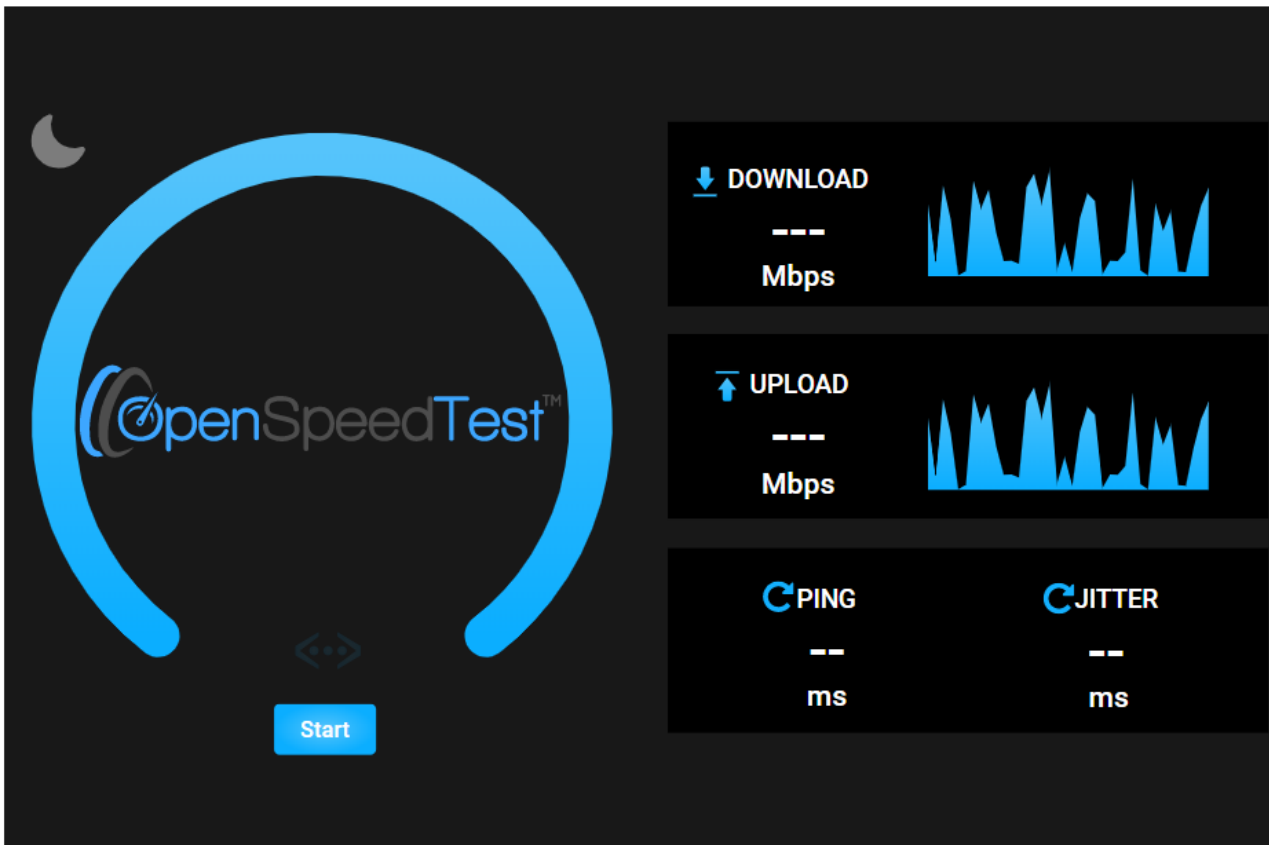 OpenSpeedTest™
Start
DOWNLOAD
---
Mbps
UPLOAD
---
Mbps
PING
--
ms
JITTER
--
ms